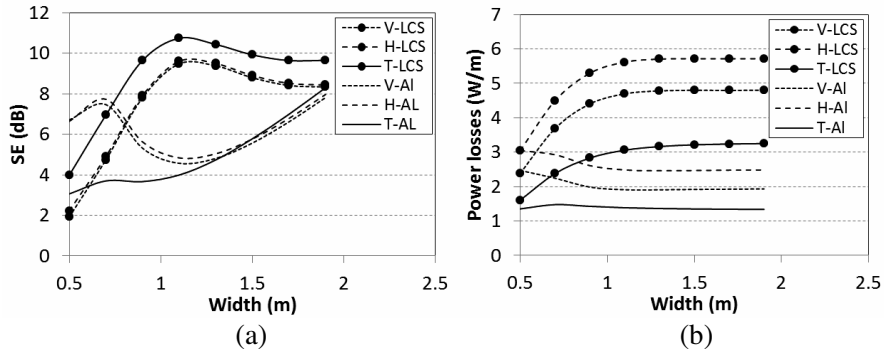 SE (dB)
12
10
8
6
4
2
0
0.5
1
1.5
2
2.5
Width (m)
V-LCS
H-LCS
T-LCS
V-Al
H-AL
T-AL
(a)
Power losses (W/m)
7
6
5
4
3
2
1
0
0.5
1
1.5
2
2.5
Width (m)
V-LCS
H-LCS
T-LCS
V-Al
H-Al
T-Al
(b)